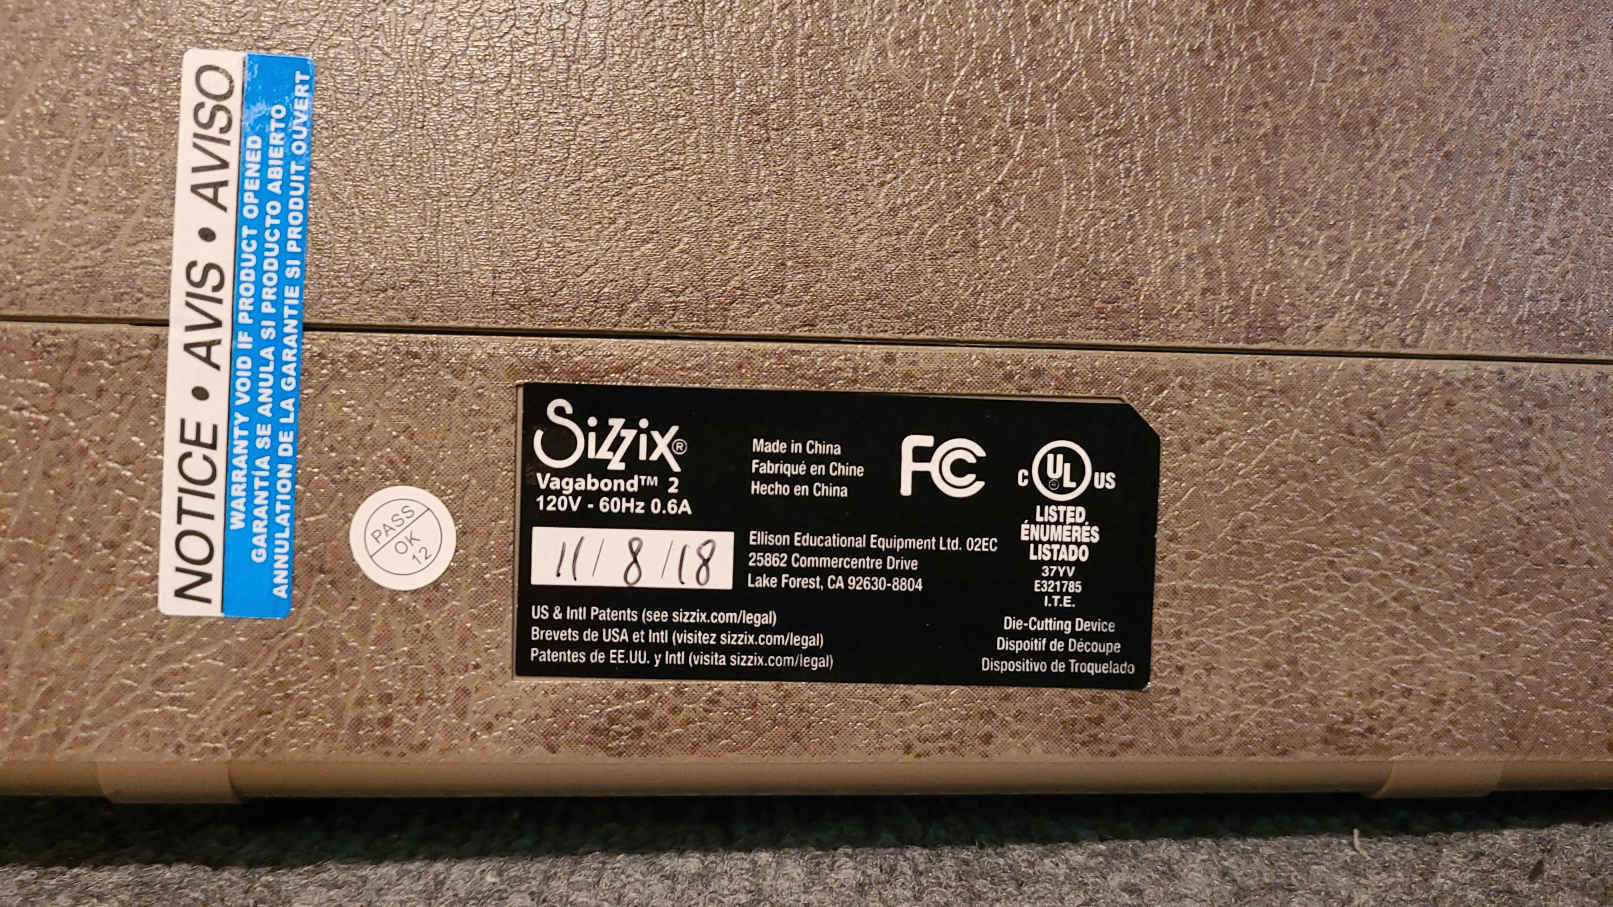 NOTICE • AVIS • AVISO
WARRANTY VOID IF PRODUCT OPENED
GARANTÍA SE ANULA SI PRODUCTO ABIERTO
ANNULATION DE LA GARANTIE SI PRODUIT OUVERT
PASS
OK
12
Sizzix®
Vagabond™ 2
120V - 60Hz 0.6A
11/8/18
US & Intl Patents (see sizzix.com/legal)
Brevets de USA et Intl (visitez sizzix.com/legal)
Patentes de EE.UU. y Intl (visita sizzix.com/legal)
Made in China
Fabriqué en Chine
Hecho en China
Ellison Educational Equipment Ltd. 02EC
25862 Commercentre Drive
Lake Forest, CA 92630-8804
FC
C UL US
LISTED
ÉNUMÉRÉS
LISTADO
37YV
E321785
I.T.E.
Die-Cutting Device
Dispoitif de Découpe
Dispositivo de Troquelado